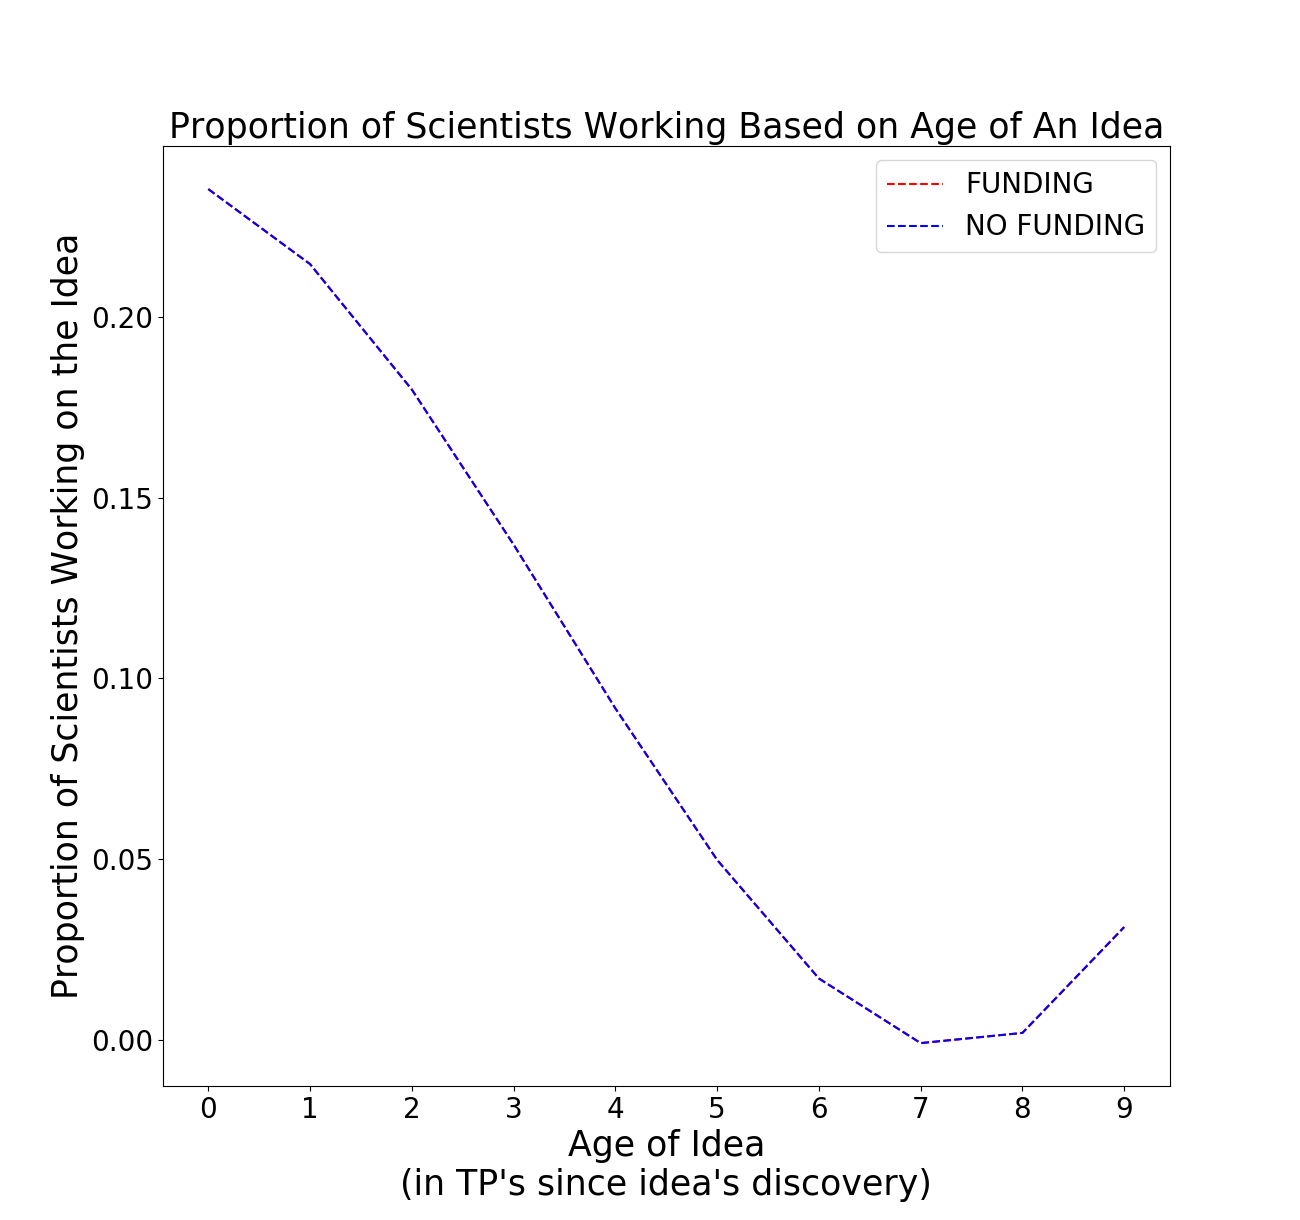 Proportion of Scientists Working Based on Age of An Idea
FUNDING
NO FUNDING
Proportion of Scientists Working on the Idea
0.20
0.15
0.10
0.05
0.00
0 1 2 3 4 5 6 7 8 9
Age of Idea
(in TP's since idea's discovery)